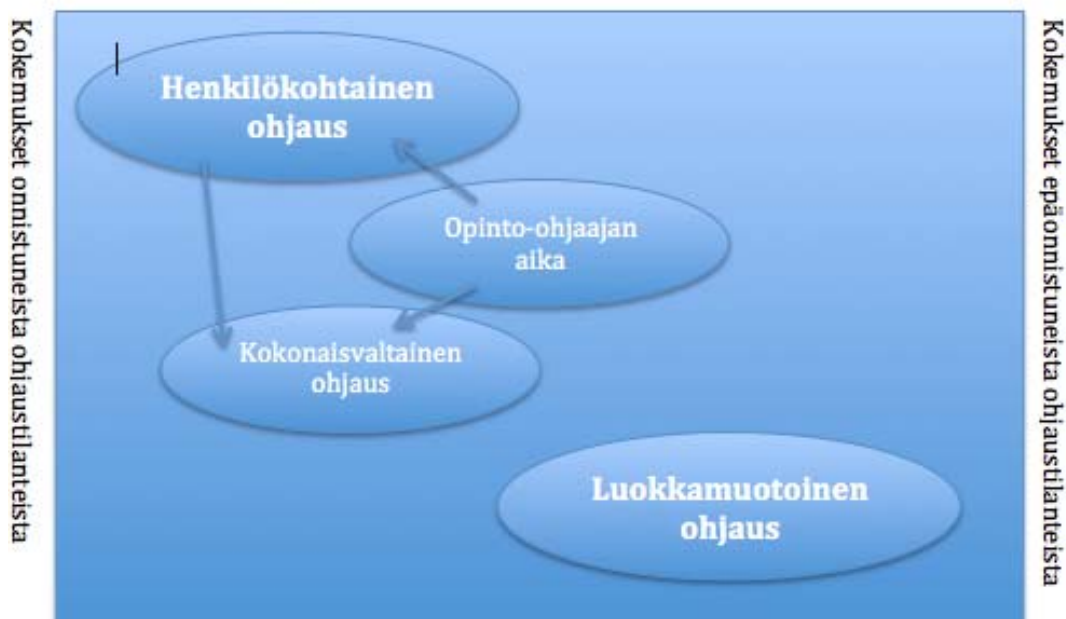 Kokemukset onnistuneista ohjaustilanteista
Henkilökohtainen
ohjaus
Opinto-ohjaajan
aika
Kokonaisvaltainen
ohjaus
Luokkamuotoinen
ohjaus
Kokemukset epäonnistuneista ohjaustilanteista